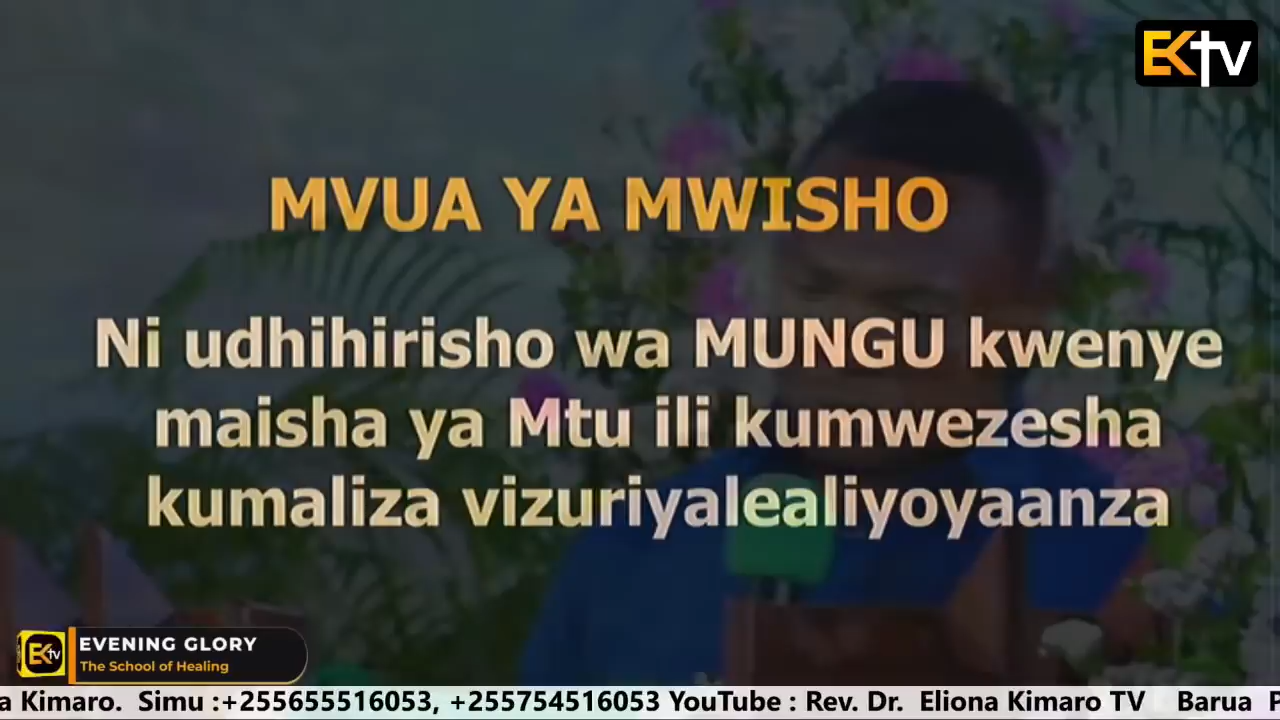 EKTV
MVUA YA MWISHO
Ni udhihirisho wa MUNGU kwenye
maisha ya Mtu ili kumwezesha
kumaliza vizuriyalealiyoyaanza
EKTV
EVENING GLORY
The School of Healing
a Kimaro. Simu :+255655516053, +255754516053 YouTube : Rev. Dr. Eliona Kimaro TV Barua P